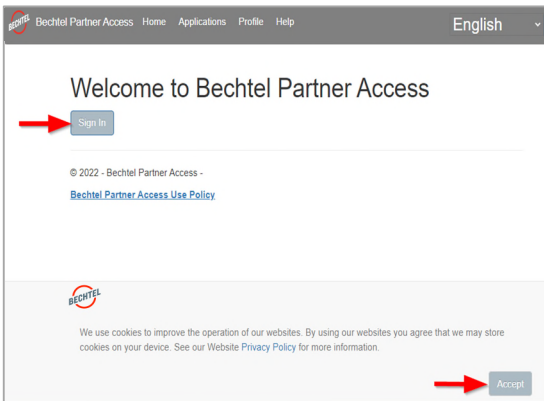 BECHTEL Bechtel Partner Access Home Applications Profile Help English
Welcome to Bechtel Partner Access
Sign In
© 2022 - Bechtel Partner Access -
Bechtel Partner Access Use Policy
BECHTEL
We use cookies to improve the operation of our websites. By using our websites you agree that we may store
cookies on your device. See our Website Privacy Policy for more information.
Accept